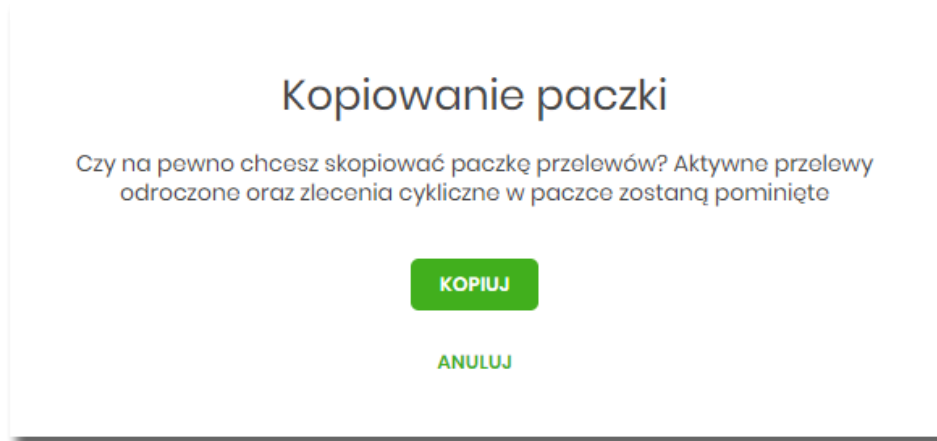 Kopiowanie paczki
Czy na pewno chcesz skopiować paczkę przelewów? Aktywne przelewy
odroczone oraz zlecenia cykliczne w paczce zostaną pominięte
KOPIUJ
ANULUJ